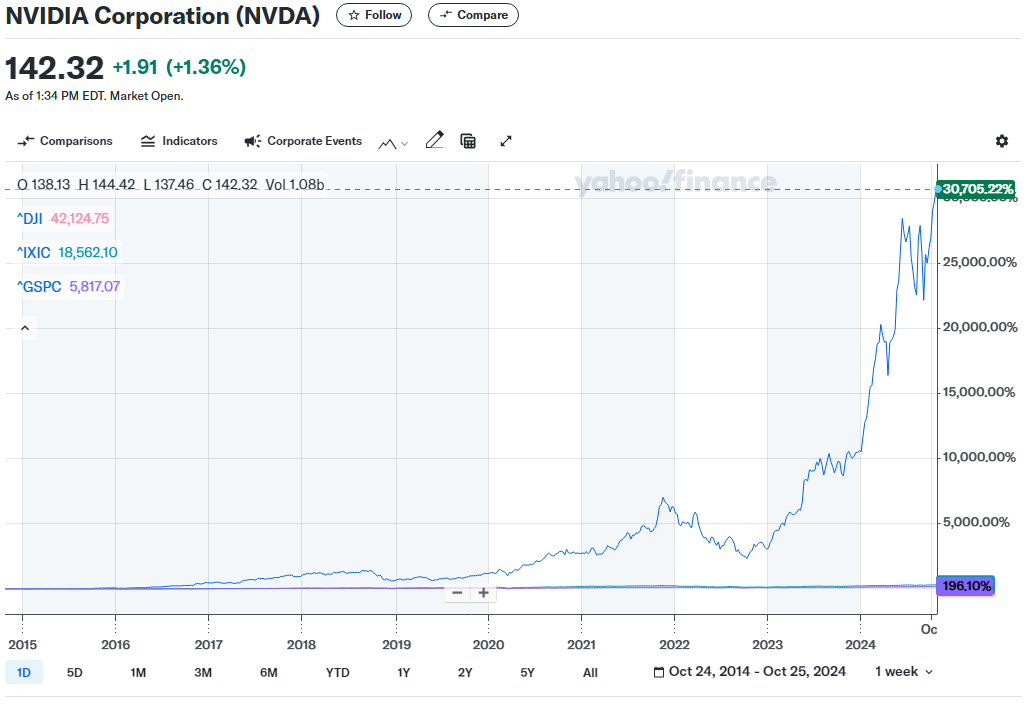 NVIDIA Corporation (NVDA) Follow Compare
142.32 +1.91 (+1.36%)
As of 1:34 PM EDT. Market Open.
Comparisons Indicators Corporate Events
O 138.13 H 144.42 L 137.46 C 142.32 Vol 1.08b
yahoo!finance
30,705.22%
^DJI 42,124.75
^IXIC 18,562.10
25,000.00%
^GSPC 5,817.07
20,000.00%
15,000.00%
10,000.00%
5,000.00%
196.10%
2015 2016 2017 2018 2019 2020 2021 2022 2023 2024 Oc
1D 5D 1M 3M 6M YTD 1Y 2Y 5Y All Oct 24, 2014 - Oct 25, 2024 1 week